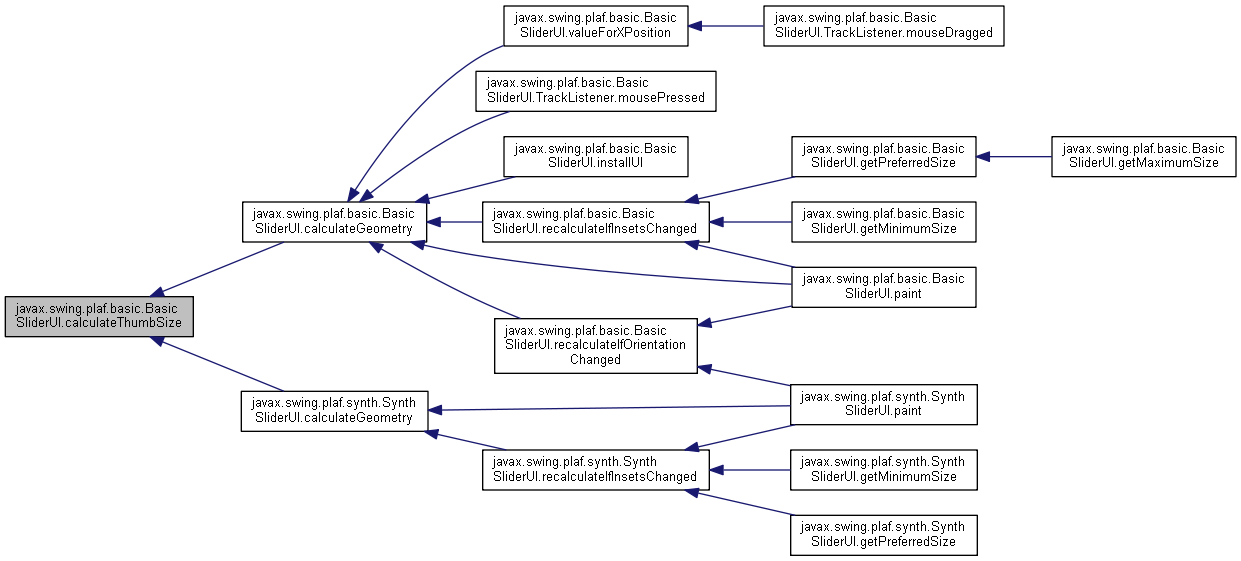 javax.swing.plaf.basic.Basic
SliderUI.valueForXPosition
javax.swing.plaf.basic.Basic
SliderUI.TrackListener.mouseDragged
javax.swing.plaf.basic.Basic
SliderUI.TrackListener.mousePressed
javax.swing.plaf.basic.Basic
SliderUI.installUI
javax.swing.plaf.basic.Basic
SliderUI.getPreferredSize
javax.swing.plaf.basic.Basic
SliderUI.getMaximumSize
javax.swing.plaf.basic.Basic
SliderUI.calculateGeometry
javax.swing.plaf.basic.Basic
SliderUI.recalculateIfInsetsChanged
javax.swing.plaf.basic.Basic
SliderUI.getMinimumSize
javax.swing.plaf.basic.Basic
SliderUI.paint
javax.swing.plaf.basic.Basic
SliderUI.calculateThumbSize
javax.swing.plaf.basic.Basic
SliderUI.recalculateIfOrientation
Changed
javax.swing.plaf.synth.Synth
SliderUI.calculateGeometry
javax.swing.plaf.synth.Synth
SliderUI.paint
javax.swing.plaf.synth.Synth
SliderUI.recalculateIfInsetsChanged
javax.swing.plaf.synth.Synth
SliderUI.getMinimumSize
javax.swing.plaf.synth.Synth
SliderUI.getPreferredSize